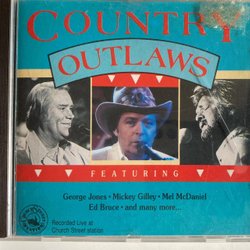 COUNTRY
OUTLAWS
FEATURING
George Jones • Mickey Gilley • Mel McDaniel
Ed Bruce • and many more...
Recorded Live at
Church Street station